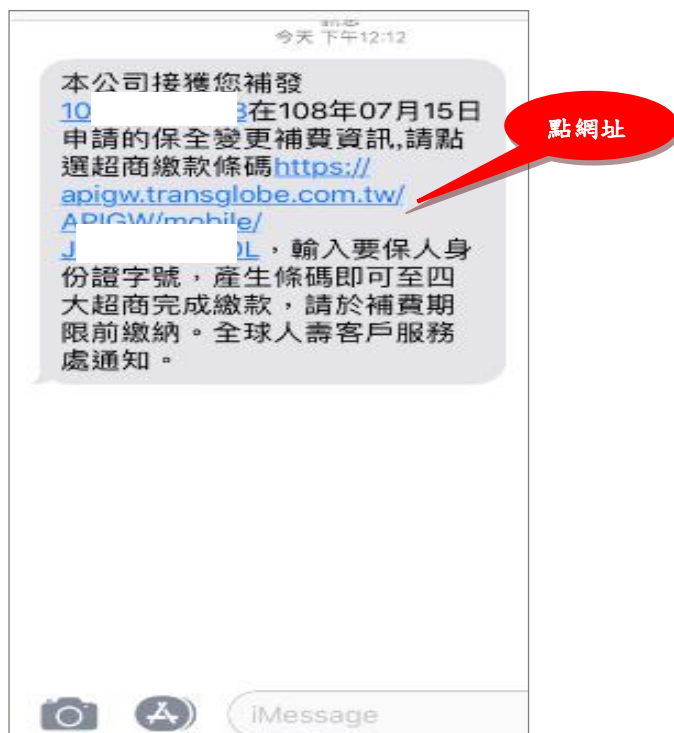 今天 下午12:12
本公司接獲您補發
10 3在108年07月15日
申請的保全變更補費資訊,請點
選超商繳款條碼https://
apigw.transglobe.com.tw/
APIGW/mobile/
J OL，輸入要保人身
份證字號，產生條碼即可至四
大超商完成繳款，請於補費期
限前繳納。全球人壽客戶服務
處通知。
點網址
iMessage